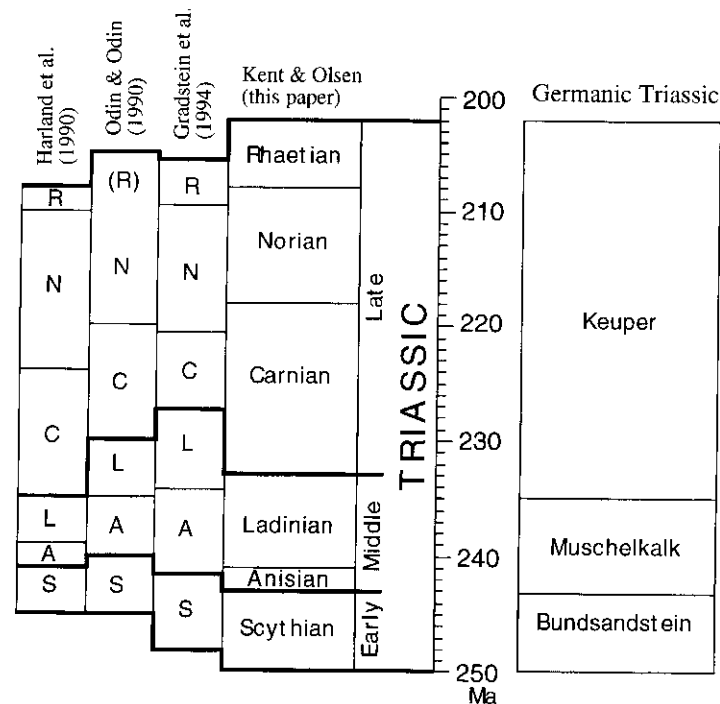 Harland et al.
(1990)
Odin & Odin
(1990)
Gradstein et al.
(1994)
Kent & Olsen
(this paper)
Germanic Triassic
R
N
C
L
A
S
(R)
N
C
L
A
S
R
N
C
L
A
S
Rhaetian
Norian
Carnian
Ladinian
Anisian
Scythian
Late
Middle
Early
TRIASSIC
200
210
220
230
240
250
Ma
Keuper
Muschelkalk
Bundsandstein